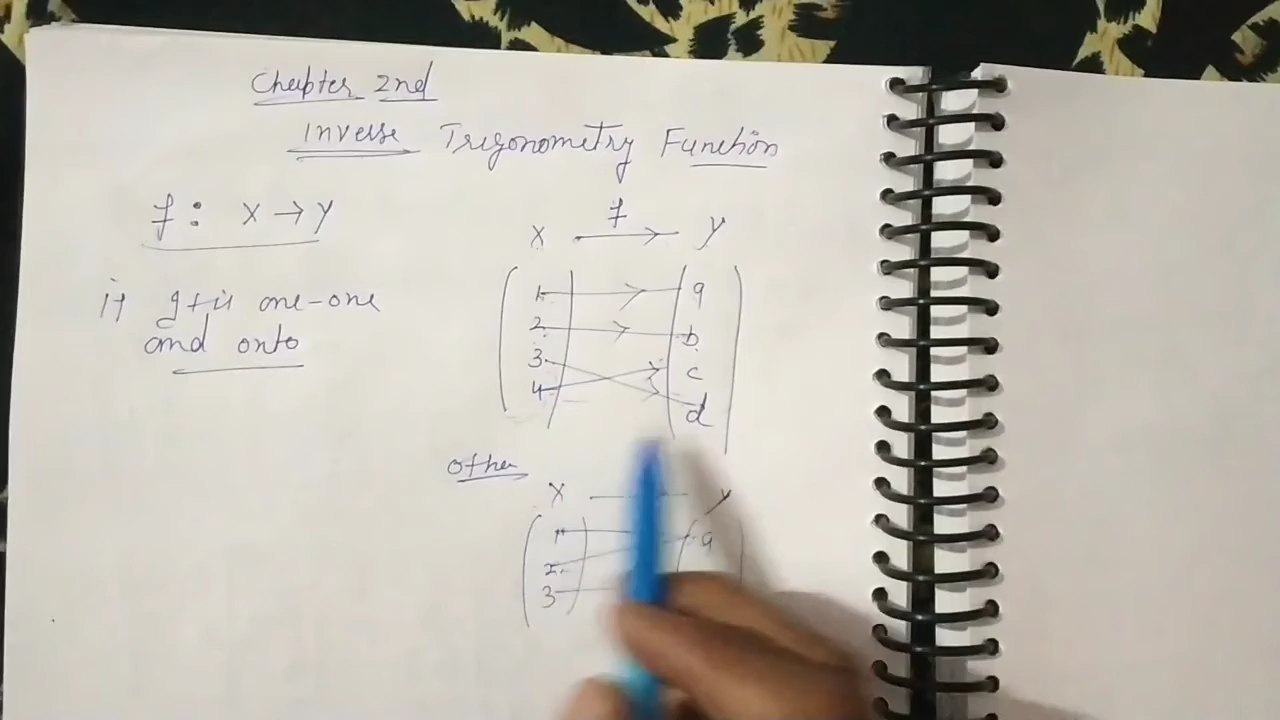 Chapter 2nd
Inverse Trigonometry Function
f : X → Y
if It is one-one
and onto
X f → Y
1 a
2 b
3 c
4 d
Other
X Y
1 a
2
3